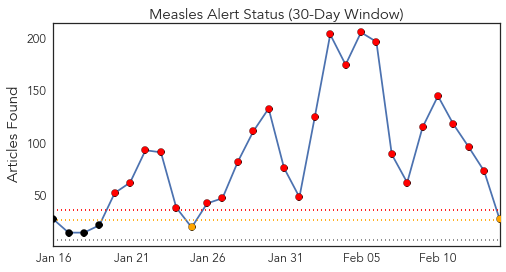 Measles Alert Status (30-Day Window)
Articles Found
200
150
100
50
Jan 16 Jan 21 Jan 26 Jan 31 Feb 05 Feb 10